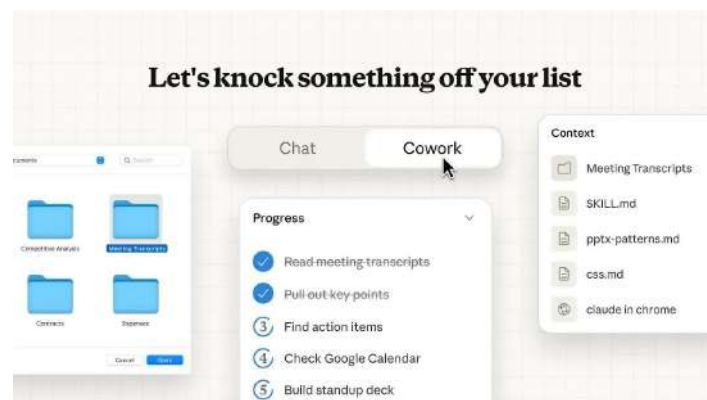 Let's knock something off your list
Chat
Cowork
Search
Competitive Analysis
Meeting Transcripts
Contracts
Expenses
Cancel
Progress
Read meeting transcripts
Pull out key points
3 Find action items
4 Check Google Calendar
5 Build standup deck
Context
Meeting Transcripts
SKILL.md
pptx-patterns.md
css.md
claude in chrome